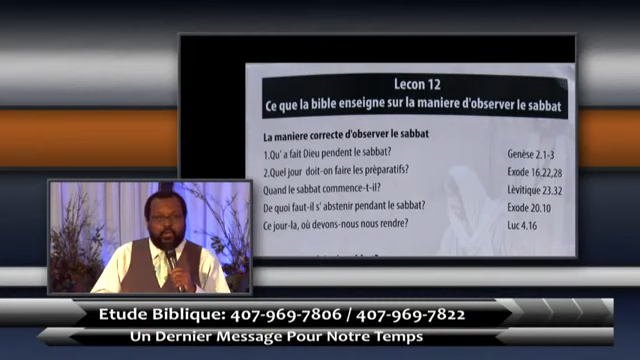 Lecon 12
Ce que la bible enseigne sur la maniere d'observer le sabbat
La maniere correcte d'observer le sabbat
1.Qu' a fait Dieu pendent le sabbat? Genèse 2.1-3
2.Quel jour doit-on faire les préparatifs? Exode 16.22,28
Quand le sabbat commence-t-il? Lévitique 23.32
De quoi faut-il s' abstenir pendant le sabbat? Exode 20.10
Ce jour-la, où devons-nous nous rendre? Luc 4.16
Etude Biblique: 407-969-7806 / 407-969-7822
Un Dernier Message Pour Notre Temps